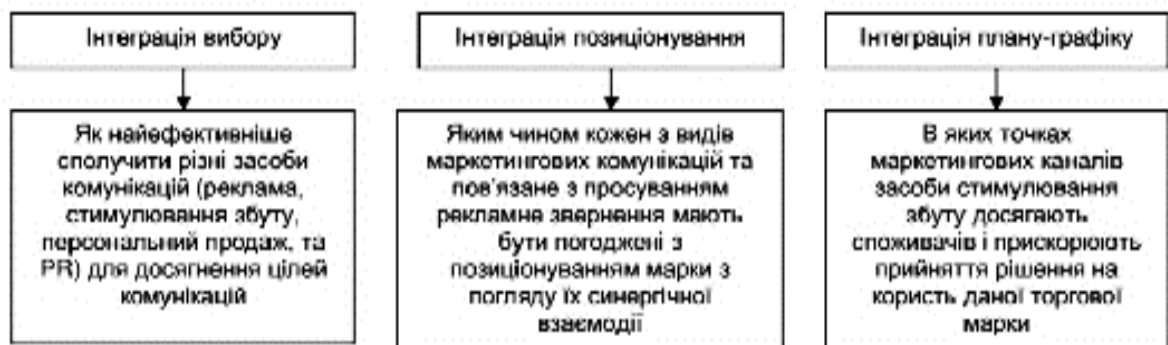 Інтеграція вибору
Як найефективніше
сполучити різні засоби
комунікацій (реклама,
стимулювання збуту,
персональний продаж, та
PR) для досягнення цілей
комунікацій
Інтеграція позиціонування
Яким чином кожен з видів
маркетингових комунікацій та
пов'язане з просуванням
рекламне звернення мають
бути погоджені з
позиціонуванням марки з
погляду їх синергічної
взаємодії
Інтеграція плану-графіку
В яких точках
маркетингових каналів
засоби стимулювання
збуту досягають
споживачів і прискорюють
прийняття рішення на
користь даної торгової
марки